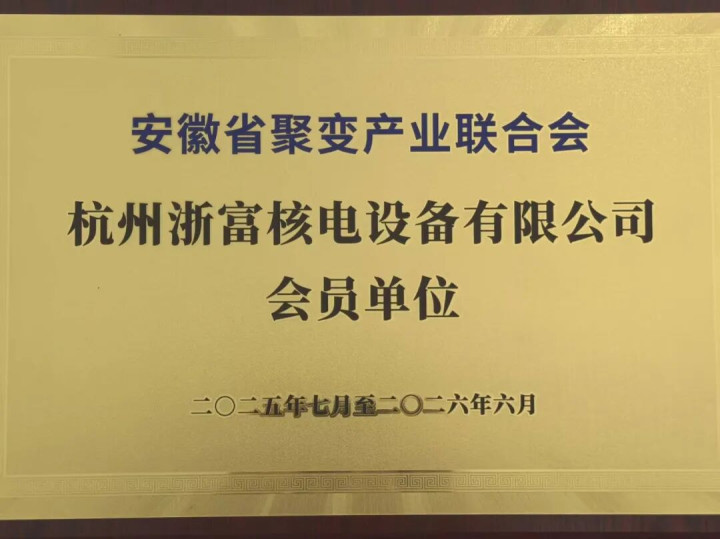 安徽省聚变产业联合会
杭州浙富核电设备有限公司
会员单位
二〇二五年七月至二〇二六年六月